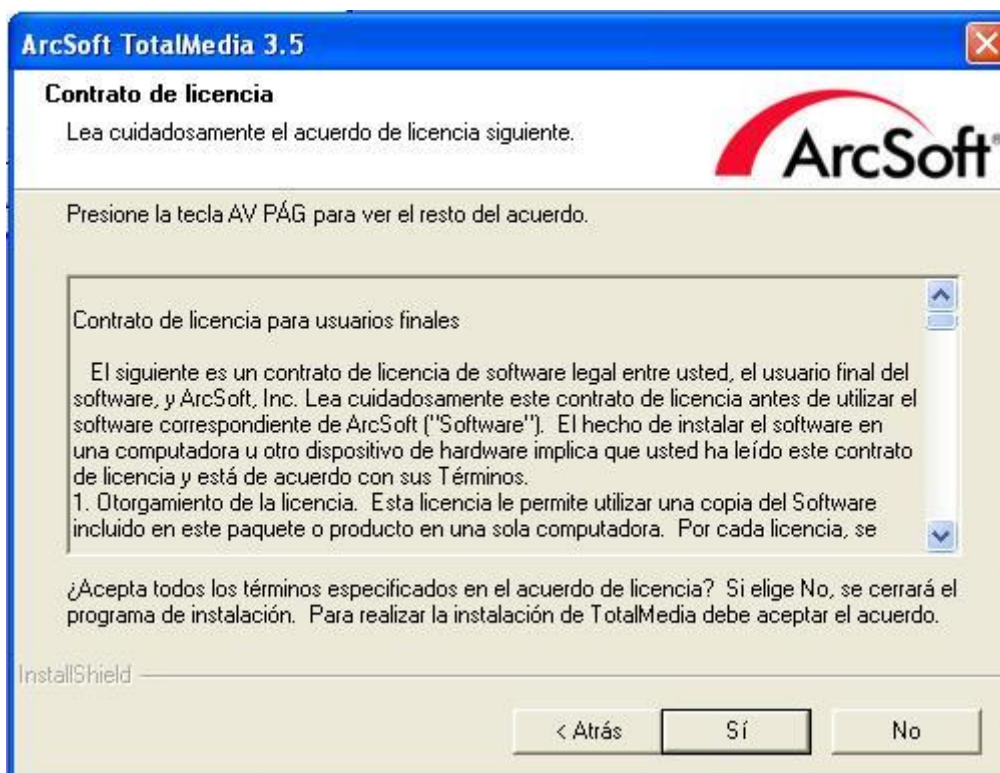 ArcSoft TotalMedia 3.5
Contrato de licencia
Lea cuidadosamente el acuerdo de licencia siguiente.
ArcSoft®
Presione la tecla AV PÁG para ver el resto del acuerdo.
Contrato de licencia para usuarios finales
El siguiente es un contrato de licencia de software legal entre usted, el usuario final del
software, y ArcSoft, Inc. Lea cuidadosamente este contrato de licencia antes de utilizar el
software correspondiente de ArcSoft ("Software"). El hecho de instalar el software en
una computadora u otro dispositivo de hardware implica que usted ha leído este contrato
de licencia y está de acuerdo con sus Términos.
1. Otorgamiento de la licencia. Esta licencia le permite utilizar una copia del Software
incluido en este paquete o producto en una sola computadora. Por cada licencia, se
¿Acepta todos los términos especificados en el acuerdo de licencia? Si elige No, se cerrará el
programa de instalación. Para realizar la instalación de TotalMedia debe aceptar el acuerdo.
InstallShield
< Atrás
Sí
No